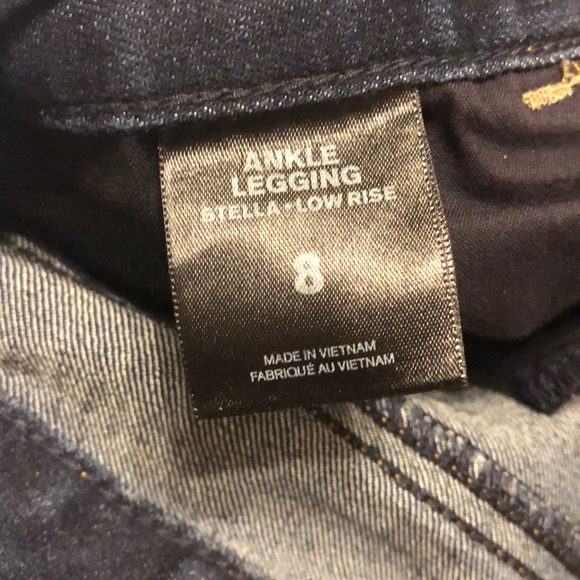 ANKLE
LEGGING
STELLA - LOW RISE
8
MADE IN VIETNAM
FABRIQUÉ AU VIETNAM